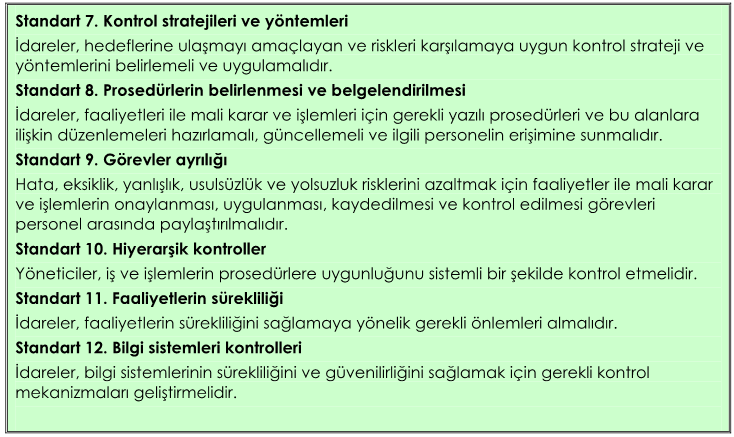 Standart 7. Kontrol stratejileri ve yöntemleri
İdareler, hedeflerine ulaşmayı amaçlayan ve riskleri karşılamaya uygun kontrol strateji ve
yöntemlerini belirlemeli ve uygulamalıdır.
Standart 8. Prosedürlerin belirlenmesi ve belgelendirilmesi
İdareler, faaliyetleri ile mali karar ve işlemleri için gerekli yazılı prosedürleri ve bu alanlara
ilişkin düzenlemeleri hazırlamalı, güncellemeli ve ilgili personelin erişimine sunmalıdır.
Standart 9. Görevler ayrılığı
Hata, eksiklik, yanlışlık, usulsüzlük ve yolsuzluk risklerini azaltmak için faaliyetler ile mali karar
ve işlemlerin onaylanması, uygulanması, kaydedilmesi ve kontrol edilmesi görevleri
personel arasında paylaştırılmalıdır.
Standart 10. Hiyerarşik kontroller
Yöneticiler, iş ve işlemlerin prosedürlere uygunluğunu sistemli bir şekilde kontrol etmelidir.
Standart 11. Faaliyetlerin sürekliliği
İdareler, faaliyetlerin sürekliliğini sağlamaya yönelik gerekli önlemleri almalıdır.
Standart 12. Bilgi sistemleri kontrolleri
İdareler, bilgi sistemlerinin sürekliliğini ve güvenilirliğini sağlamak için gerekli kontrol
mekanizmaları geliştirmelidir.